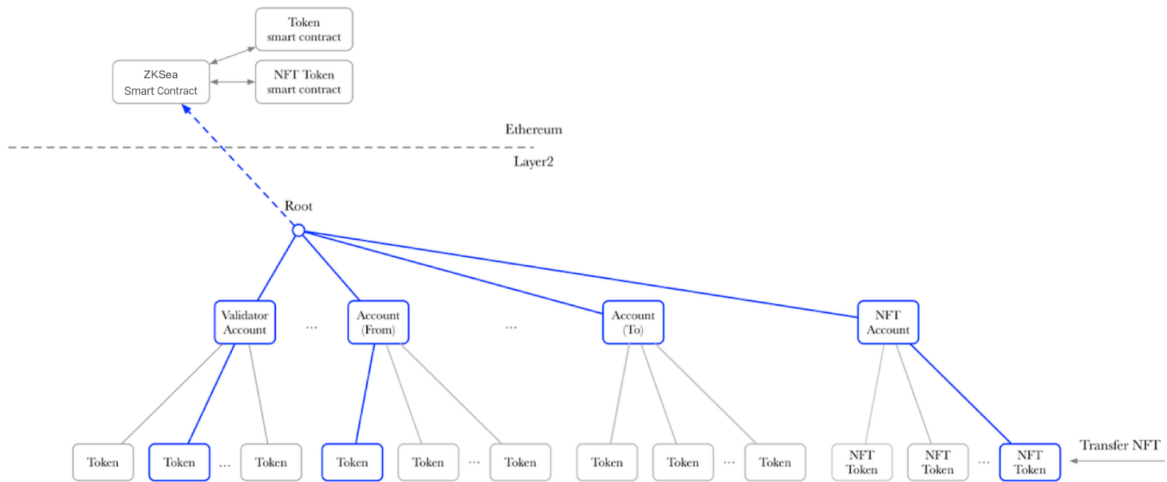 Token
smart contract
ZKSea
Smart Contract
NFT Token
smart contract
Ethereum
Layer2
Root
Validator
Account
...
Account
(From)
...
Account
(To)
NFT
Account
Token
Token
...
Token
Token
Token
...
Token
Token
Token
...
Token
NFT
Token
NFT
Token
...
NFT
Token
Transfer NFT